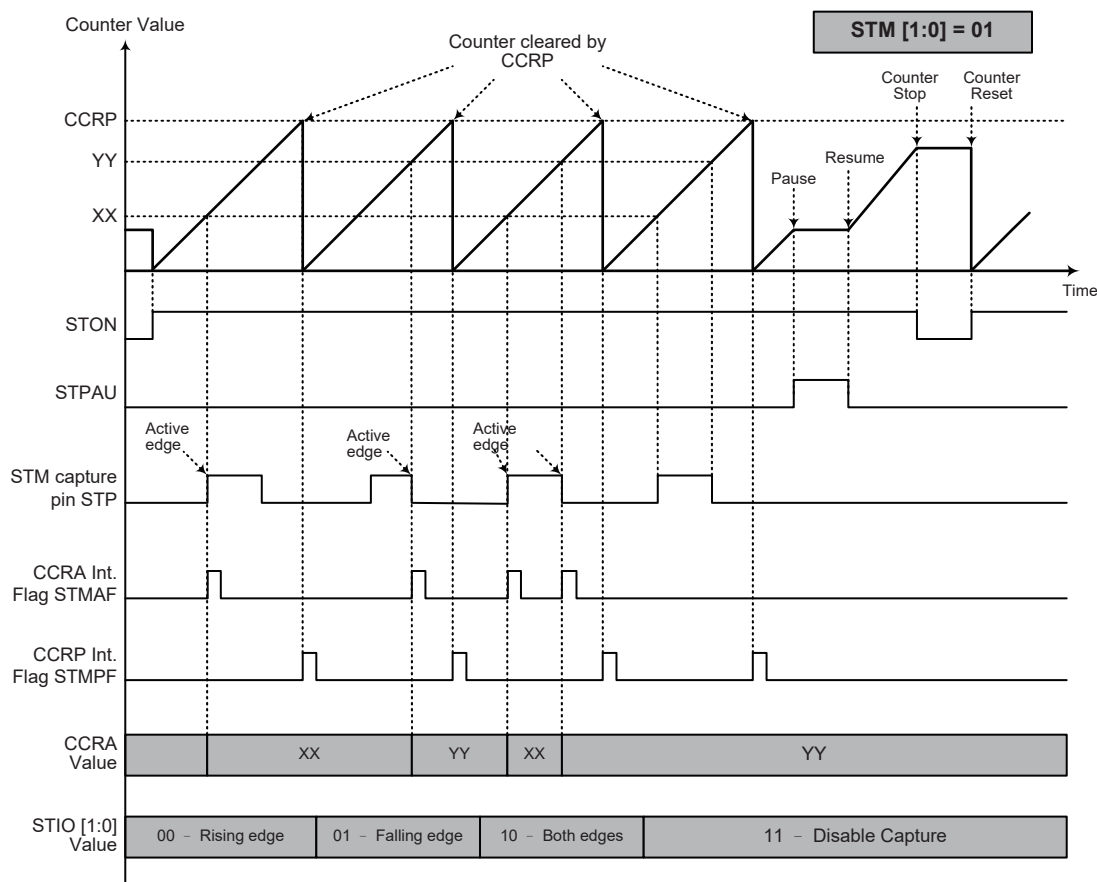 Counter Value
STM [1:0] = 01
Counter cleared by
CCRP
Counter
Stop
Counter
Reset
CCRP
YY
Resume
Pause
XX
Time
STON
STPAU
Active
edge
Active
edge
Active
edge
STM capture
pin STP
CCRA Int.
Flag STMAF
CCRP Int.
Flag STMPF
CCRA
Value
XX
YY
XX
YY
STIO [1:0]
Value
00 – Rising edge
01 – Falling edge
10 – Both edges
11 – Disable Capture